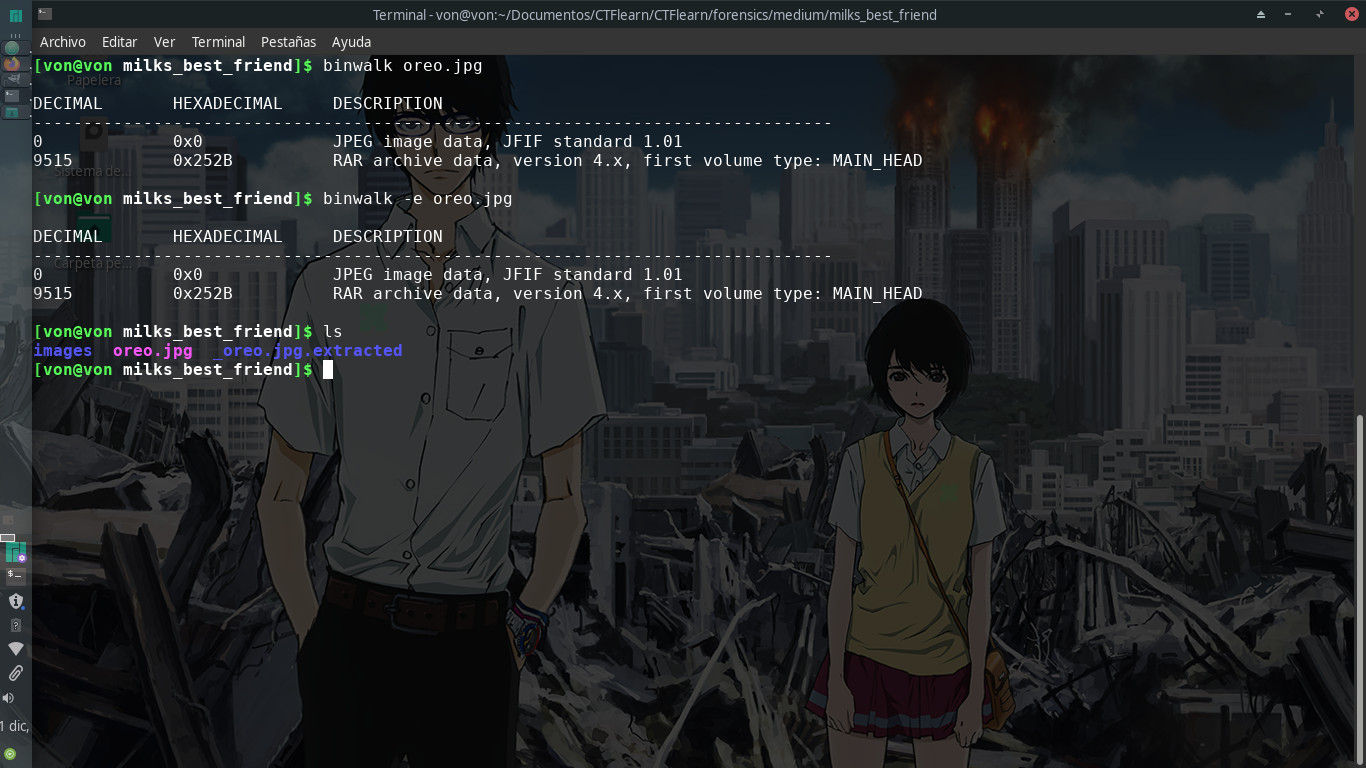 Terminal - von@von:~/Documentos/CTFlearn/CTFlearn/forensics/medium/milks_best_friend
Archivo Editar Ver Terminal Pestañas Ayuda
[von@von milks_best_friend]$ binwalk oreo.jpg
Papelera
DECIMAL HEXADECIMAL DESCRIPTION
--------------------------------------------------------------------------------
0 0x0 JPEG image data, JFIF standard 1.01
9515 0x252B RAR archive data, version 4.x, first volume type: MAIN_HEAD
Sistema de...
[von@von milks_best_friend]$ binwalk -e oreo.jpg
DECIMAL HEXADECIMAL DESCRIPTION
--------------------------------------------------------------------------------
Carpeta pe...
0 0x0 JPEG image data, JFIF standard 1.01
9515 0x252B RAR archive data, version 4.x, first volume type: MAIN_HEAD
[von@von milks_best_friend]$ ls
images oreo.jpg _oreo.jpg.extracted
[von@von milks_best_friend]$
1 dic,